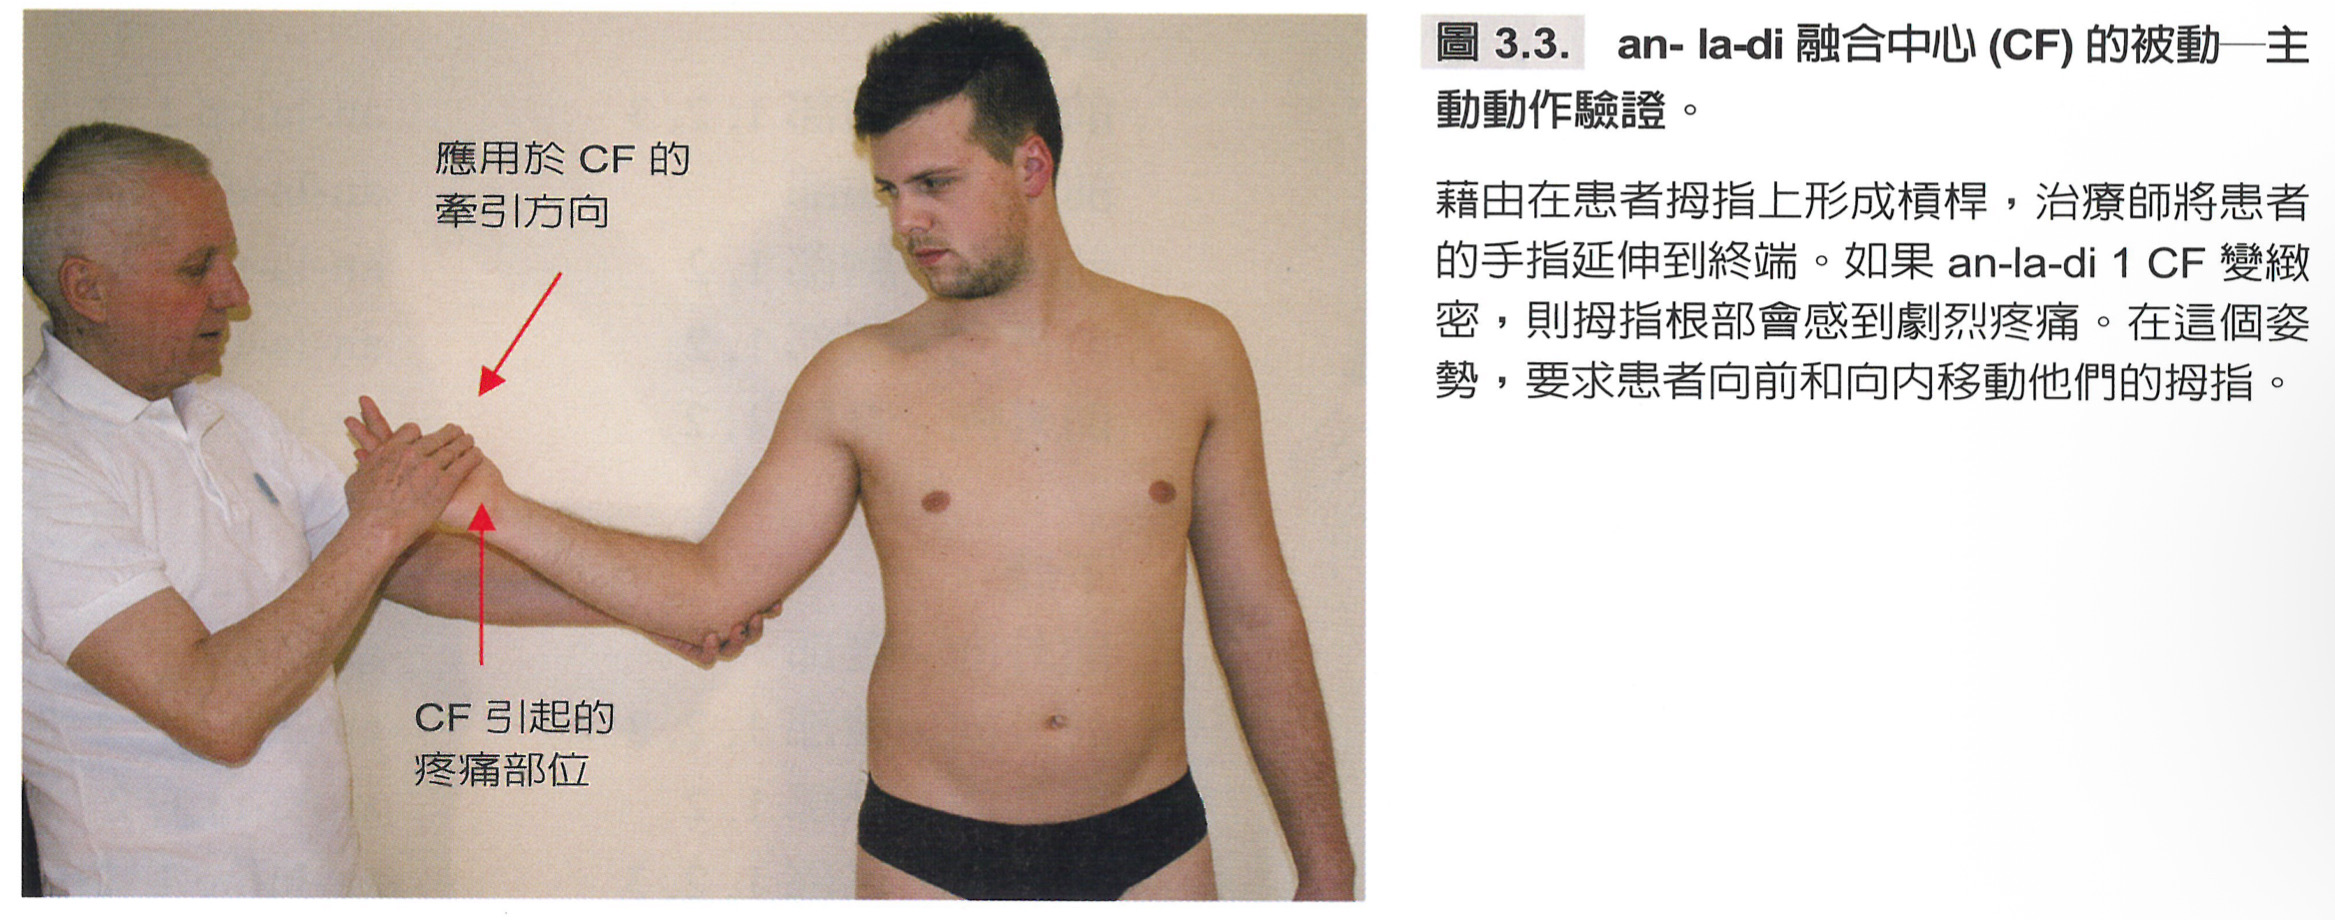 應用於 CF 的
牽引方向
CF 引起的
疼痛部位
圖 3.3. an- la-di 融合中心 (CF) 的被動—主
動動作驗證。
藉由在患者拇指上形成槓桿，治療師將患者
的手指延伸到終端。如果 an-la-di 1 CF 變緻
密，則拇指根部會感到劇烈疼痛。在這個姿
勢，要求患者向前和向內移動他們的拇指。